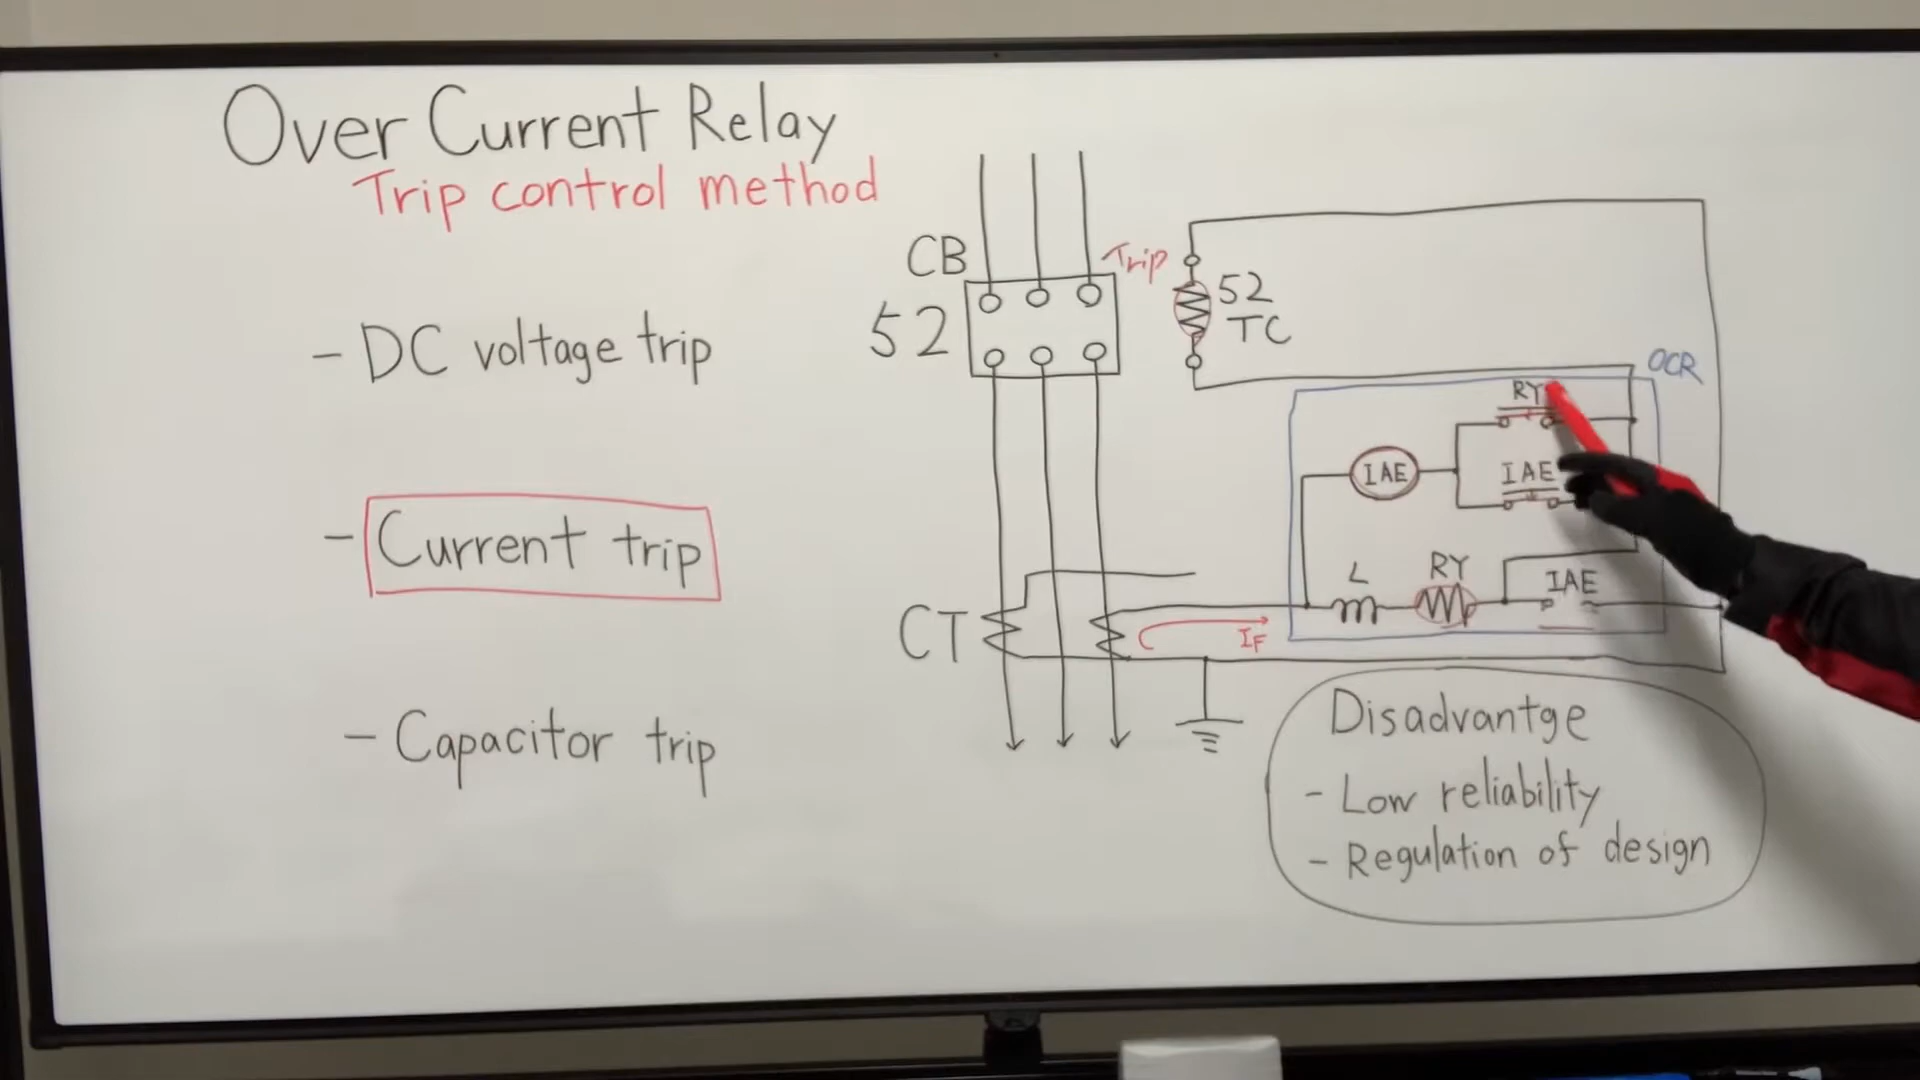 Over Current Relay
Trip control method
- DC voltage trip
- Current trip
- Capacitor trip
CB
52
Trip
52
TC
OCR
RY
IAE
IAE
L
RY
IAE
CT
IF
Disadvantge
- Low reliability
- Regulation of design